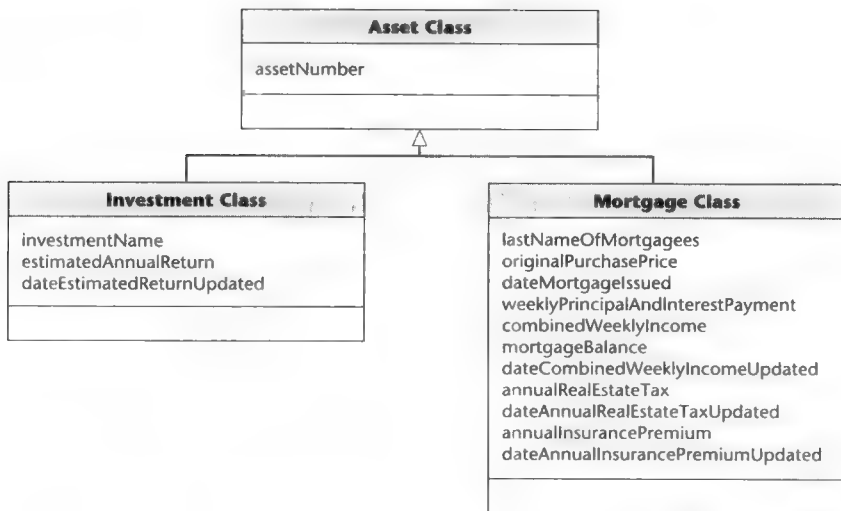 Asset Class
assetNumber
Investment Class
investmentName
estimatedAnnualReturn
dateEstimatedReturnUpdated
Mortgage Class
lastNameOfMortgagees
originalPurchasePrice
dateMortgageIssued
weeklyPrincipalAndInterestPayment
combinedWeeklyIncome
mortgageBalance
dateCombinedWeeklyIncomeUpdated
annualRealEstateTax
dateAnnualRealEstateTaxUpdated
annualInsurancePremium
dateAnnualInsurancePremiumUpdated